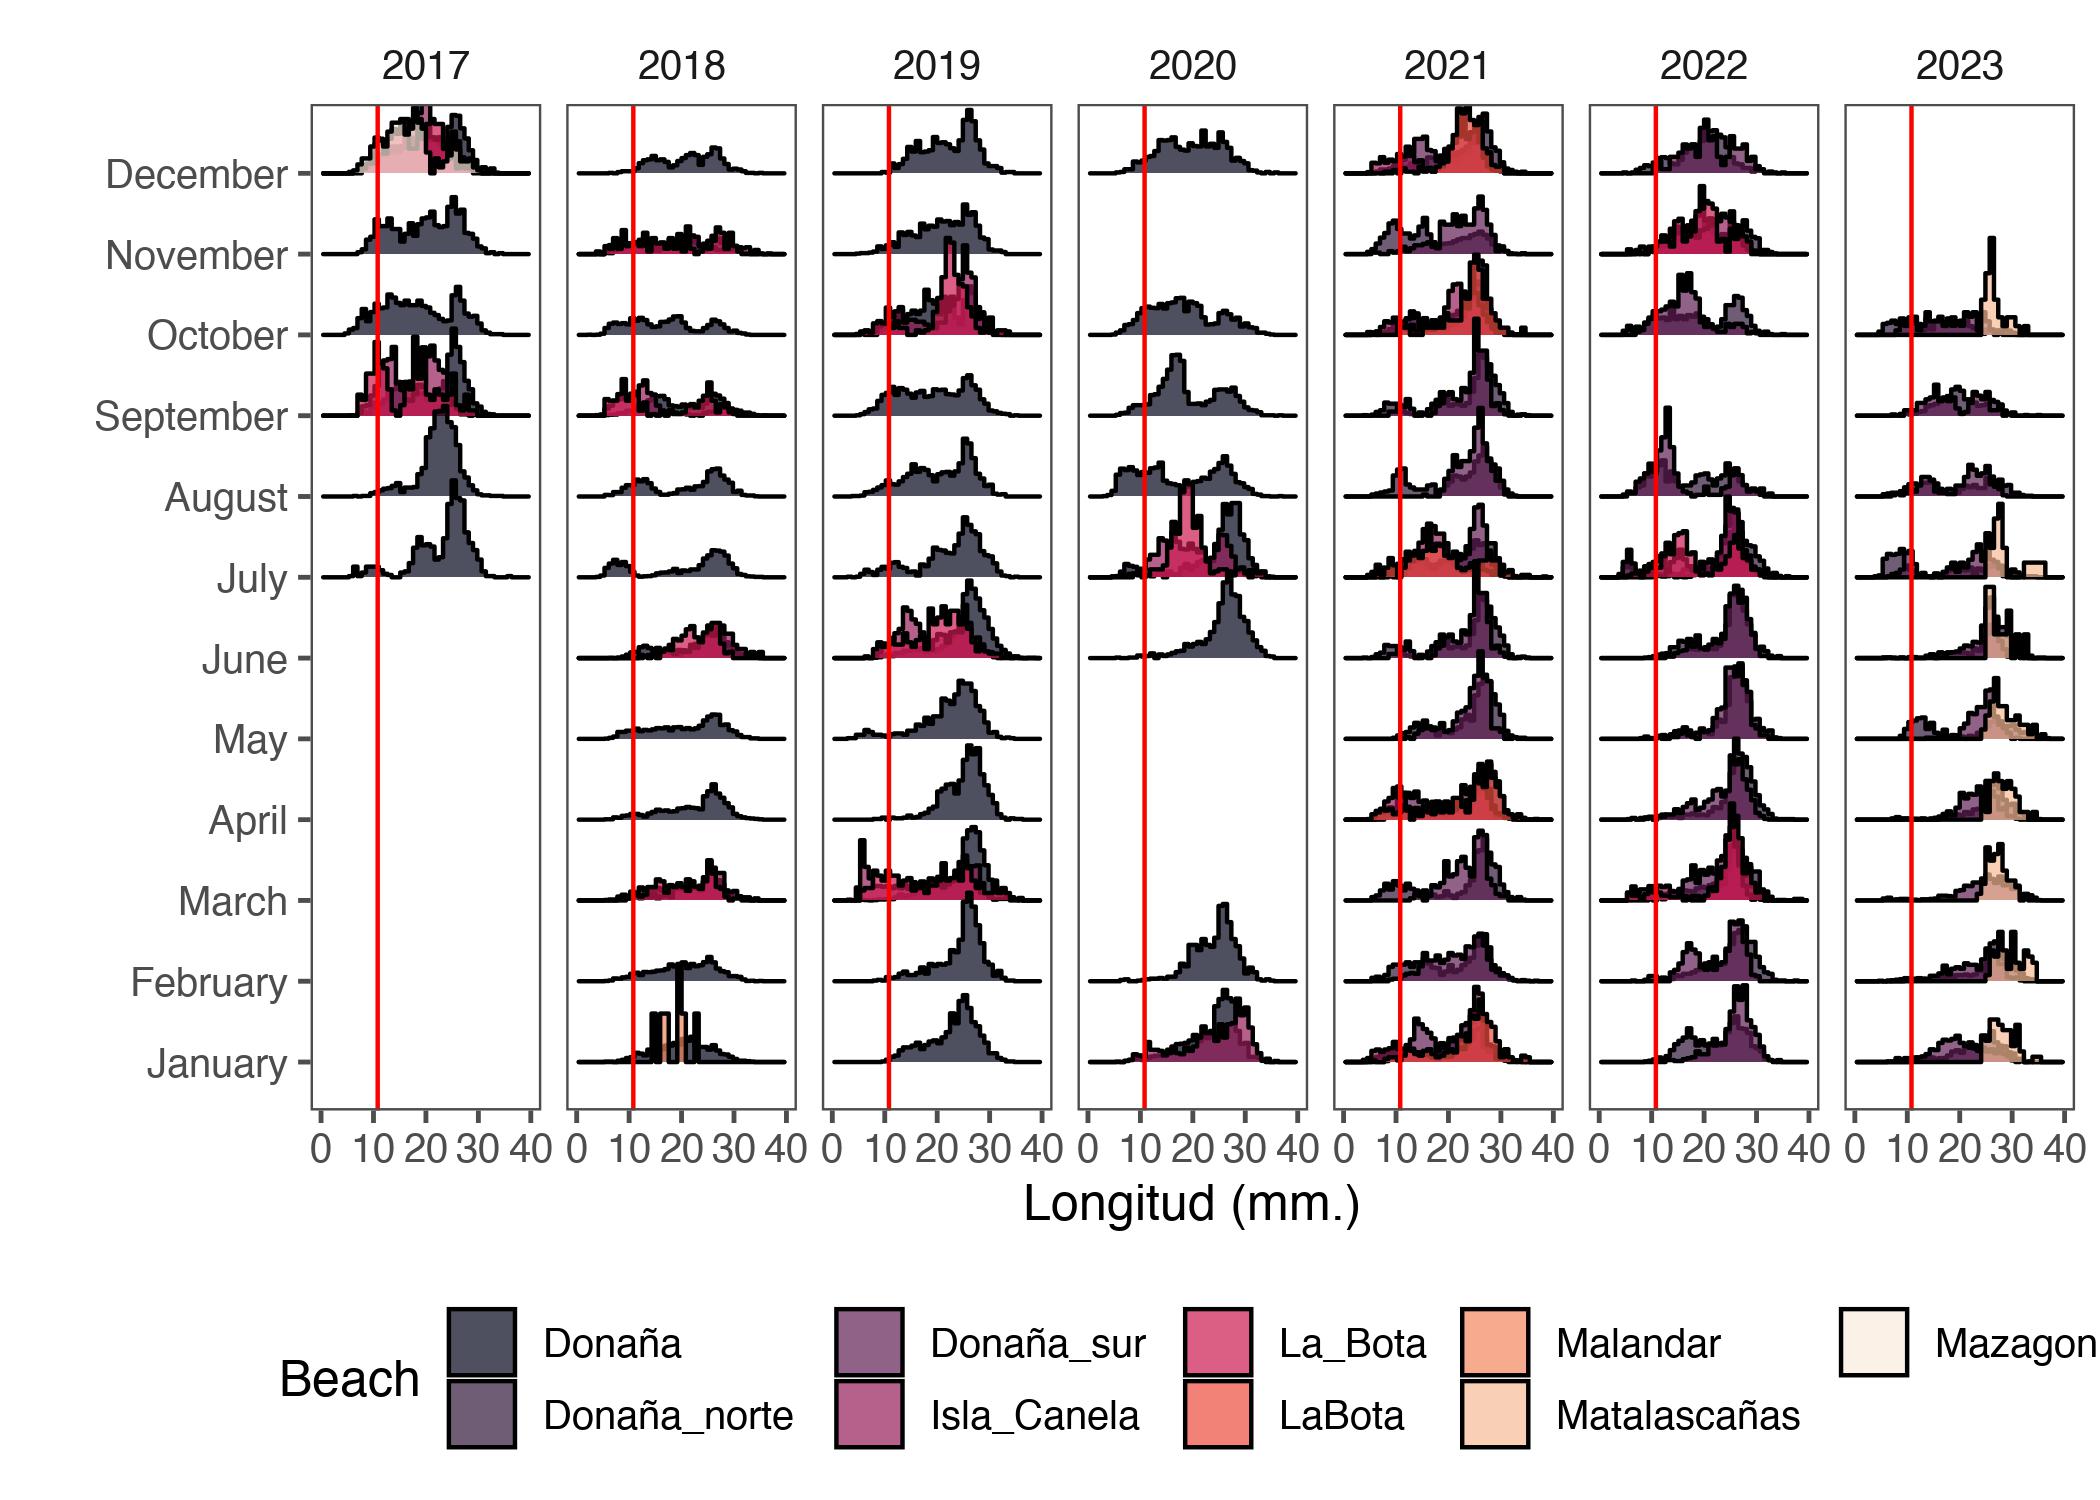 2017 2018 2019 2020 2021 2022 2023
December
November
October
September
August
July
June
May
April
March
February
January
0 10 20 30 40 0 10 20 30 40 0 10 20 30 40 0 10 20 30 40 0 10 20 30 40 0 10 20 30 40 0 10 20 30 40
Longitud (mm.)
Beach
Donaña Donaña_sur La_Bota Malandar Mazagon
Donaña_norte Isla_Canela LaBota Matalascañas